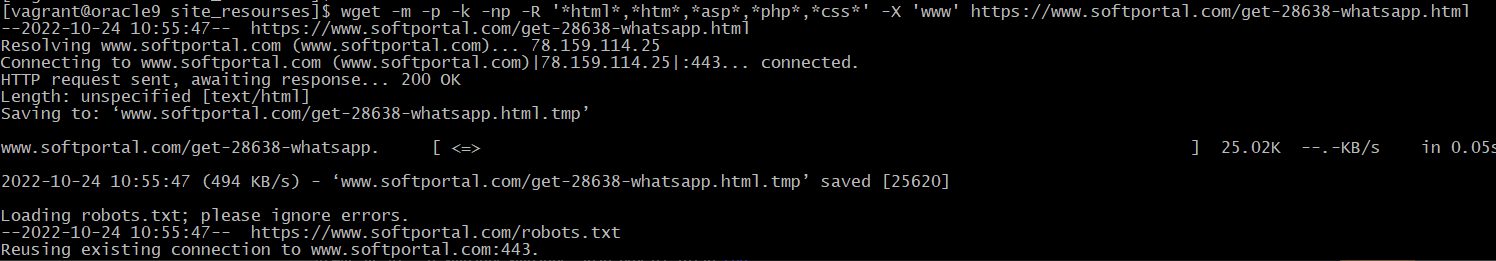 [vagrant@oracle9 site_resourses]$ wget -m -p -k -np -R '*html*,*htm*,*asp*,*php*,*css*' -X 'www' https://www.softportal.com/get-28638-whatsapp.html
--2022-10-24 10:55:47--  https://www.softportal.com/get-28638-whatsapp.html
Resolving www.softportal.com (www.softportal.com)... 78.159.114.25
Connecting to www.softportal.com (www.softportal.com)|78.159.114.25|:443... connected.
HTTP request sent, awaiting response... 200 OK
Length: unspecified [text/html]
Saving to: ‘www.softportal.com/get-28638-whatsapp.html.tmp’
www.softportal.com/get-28638-whatsapp.     [ <=>                                                                          ]  25.02K  --.-KB/s    in 0.05s
2022-10-24 10:55:47 (494 KB/s) - ‘www.softportal.com/get-28638-whatsapp.html.tmp’ saved [25620]
Loading robots.txt; please ignore errors.
--2022-10-24 10:55:47--  https://www.softportal.com/robots.txt
Reusing existing connection to www.softportal.com:443.